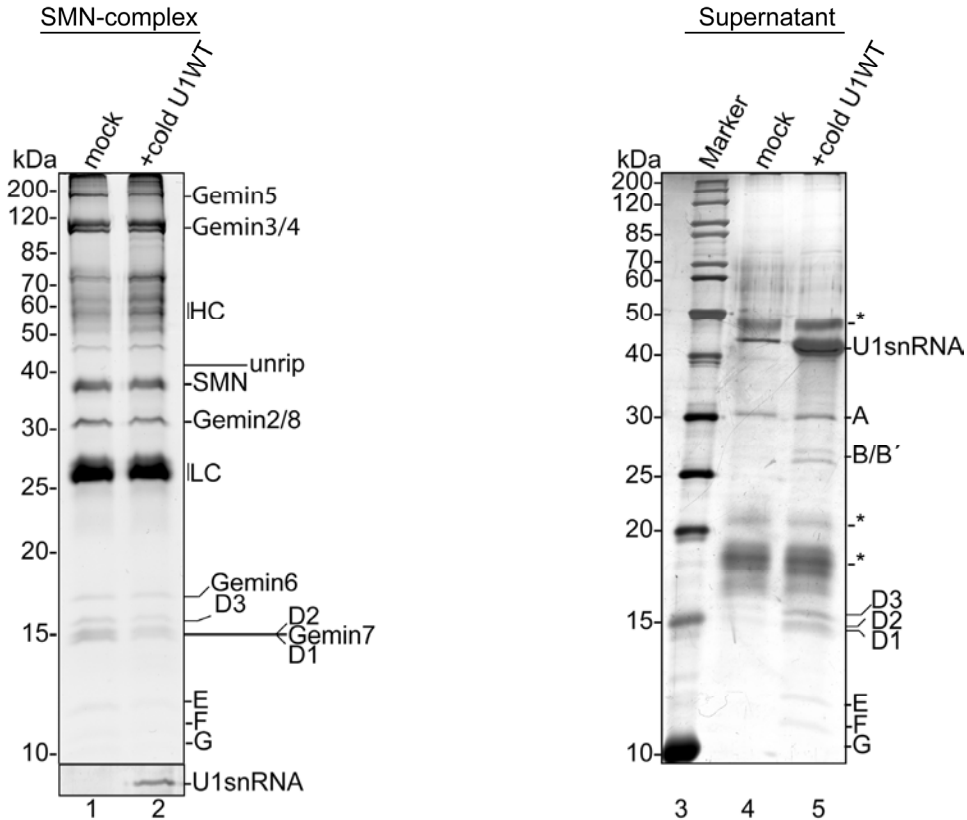 SMN-complex
mock
+cold U1WT
kDa
200-
120-
85-
70-
60-
50-
40-
30-
25-
20-
15-
10-
Gemin5
Gemin3/4
HC
unrip
SMN
Gemin2/8
LC
Gemin6
D3
D2
Gemin7
D1
E
F
G
U1snRNA
1 2
Supernatant
Marker
mock
+cold U1WT
kDa
200-
120-
85-
70-
60-
50-
40-
30-
25-
20-
15-
10-
*
U1snRNA
A
B/B´
*
*
D3
D2
D1
E
F
G
3 4 5